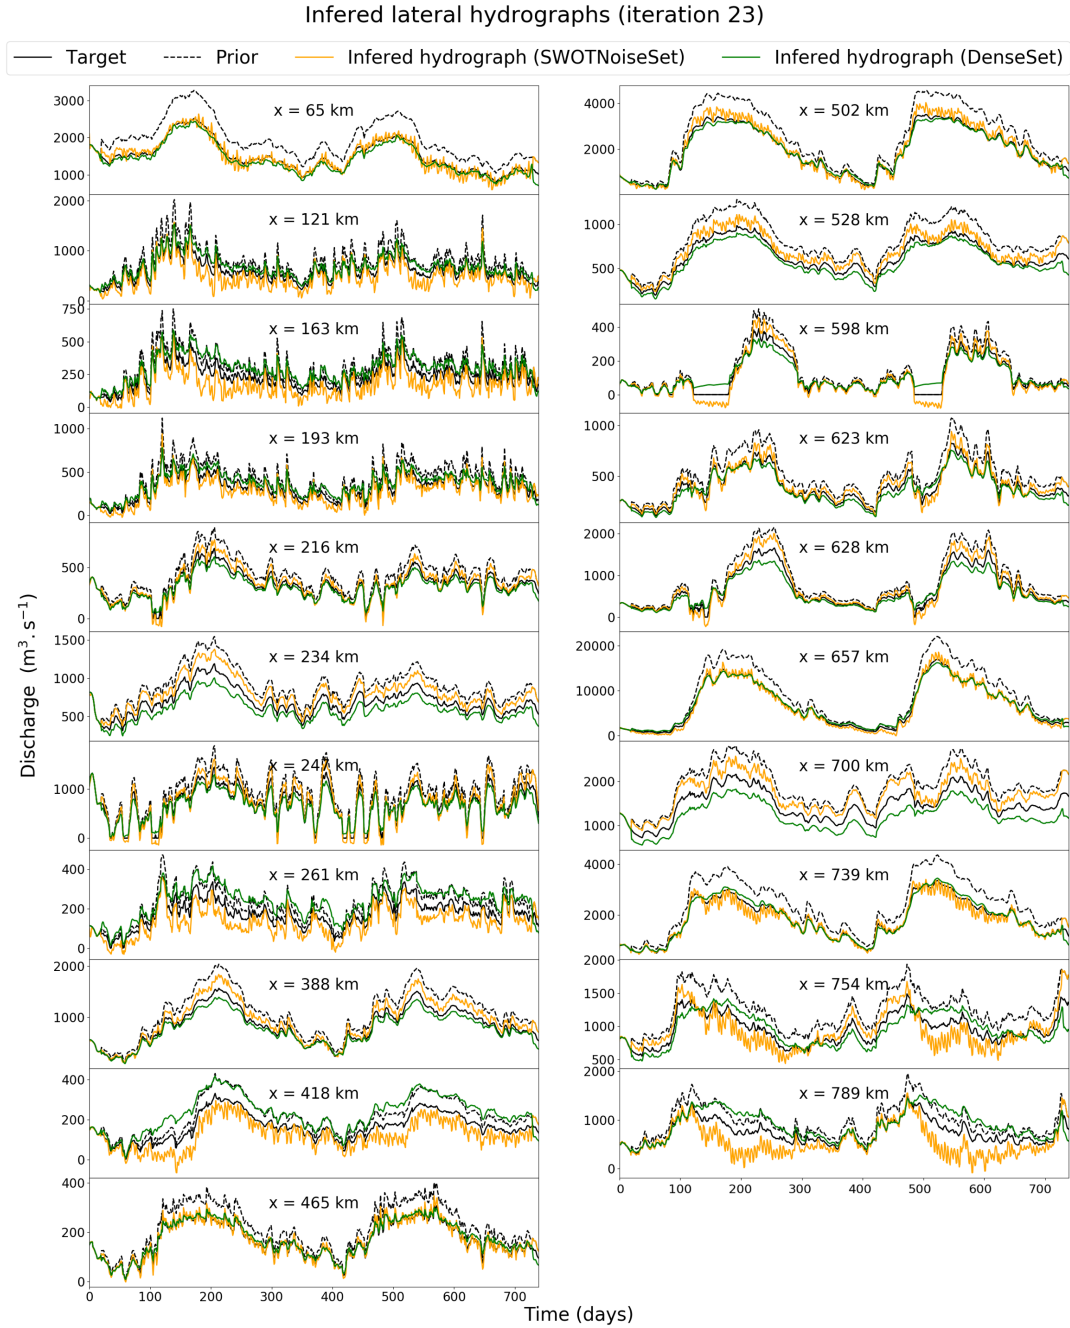 Infered lateral hydrographs (iteration 23)
Target
Prior
Infered hydrograph (SWOTNoiseSet)
Infered hydrograph (DenseSet)
Discharge (m³.s⁻¹)
3000
2000
1000
x = 65 km
2000
1000
0
x = 121 km
750
500
250
0
x = 163 km
1000
500
0
x = 193 km
500
0
x = 216 km
1500
1000
500
x = 234 km
1000
0
400
200
0
x = 261 km
2000
1000
x = 388 km
400
200
0
x = 418 km
400
200
0
x = 465 km
0 100 200 300 400 500 600 700
4000
2000
x = 502 km
1000
500
x = 528 km
400
200
0
x = 598 km
1000
500
x = 623 km
2000
1000
0
x = 628 km
20000
10000
0
x = 657 km
2000
1000
x = 700 km
4000
2000
x = 739 km
2000
1500
1000
500
x = 754 km
2000
1000
0
x = 789 km
0 100 200 300 400 500 600 700
Time (days)